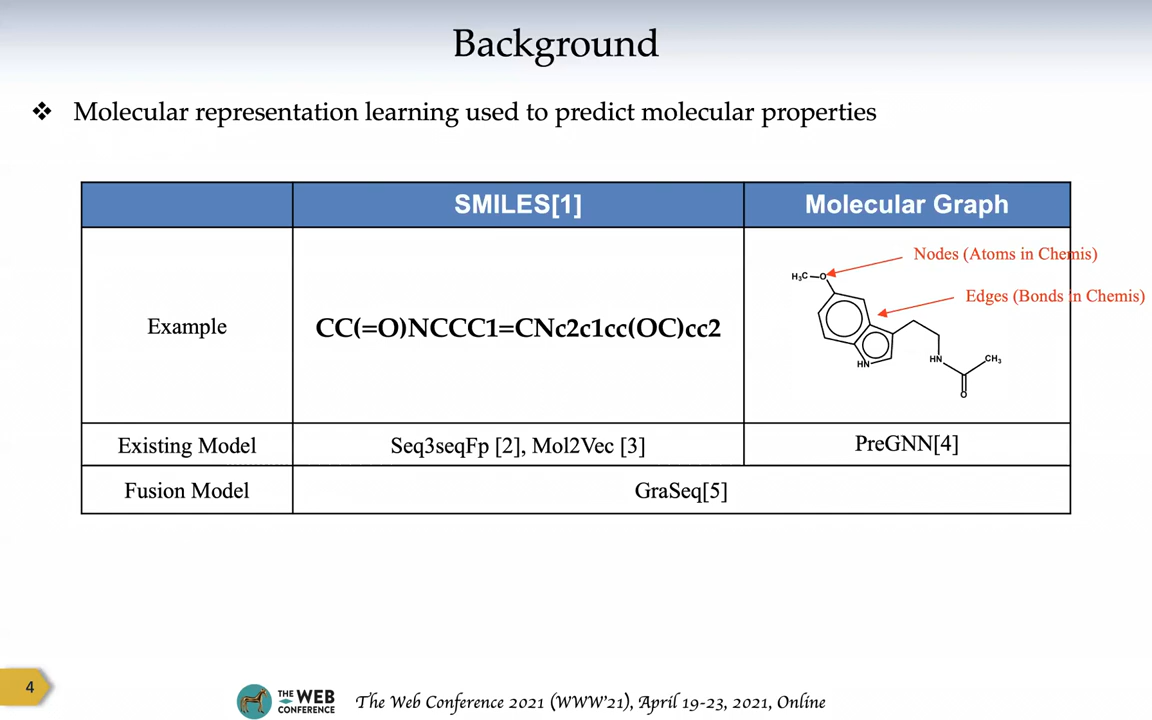 Background
❖ Molecular representation learning used to predict molecular properties
SMILES[1] Molecular Graph
Example
CC(=O)NCCC1=CNc2c1cc(OC)cc2
Nodes (Atoms in Chemis)
Edges (Bonds in Chemis)
H₃C O
HN
HN CH₃
O
Existing Model Seq3seqFp [2], Mol2Vec [3] PreGNN[4]
Fusion Model GraSeq[5]
4
THE WEB CONFERENCE
The Web Conference 2021 (WWW'21), April 19-23, 2021, Online